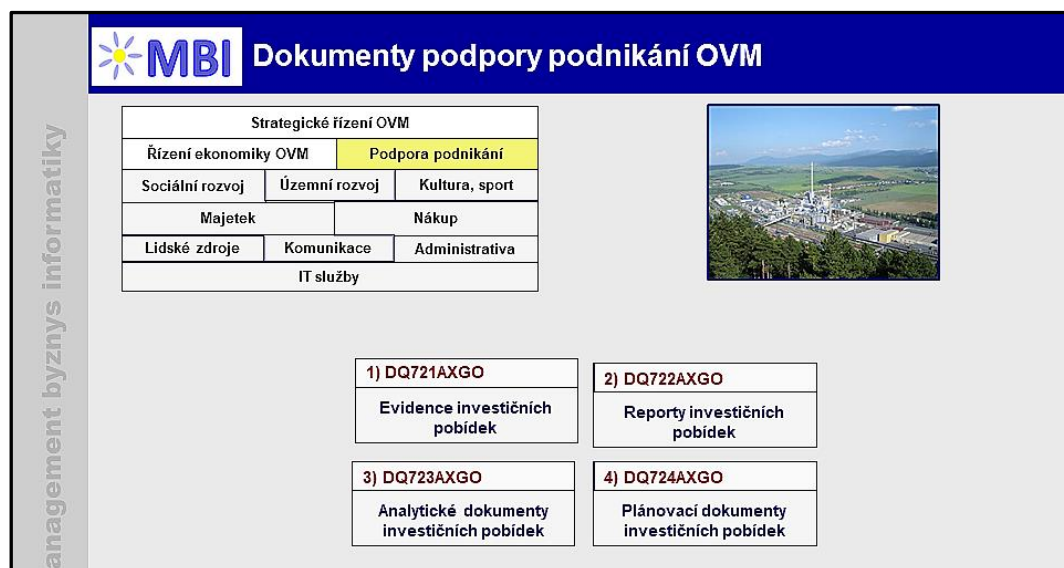 MBI Dokumenty podpory podnikání OVM
Strategické řízení OVM
Řízení ekonomiky OVM Podpora podnikání
Sociální rozvoj Územní rozvoj Kultura, sport
Majetek Nákup
Lidské zdroje Komunikace Administrativa
IT služby
anagement byznys informatiky
1) DQ721AXGO
Evidence investičních
pobídek
2) DQ722AXGO
Reporty investičních
pobídek
3) DQ723AXGO
Analytické dokumenty
investičních pobídek
4) DQ724AXGO
Plánovací dokumenty
investičních pobídek